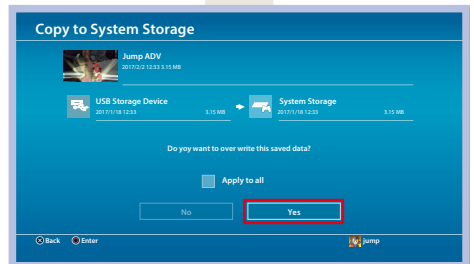 Copy to System Storage
Jump ADV
2017/2/2 12:33 3.15 MB
USB Storage Device
2017/1/18 12:53 3.15 MB
System Storage
2017/1/18 12:33 3.15 MB
Do yoy want to over write this saved data?
Apply to all
No Yes
Back Enter jump